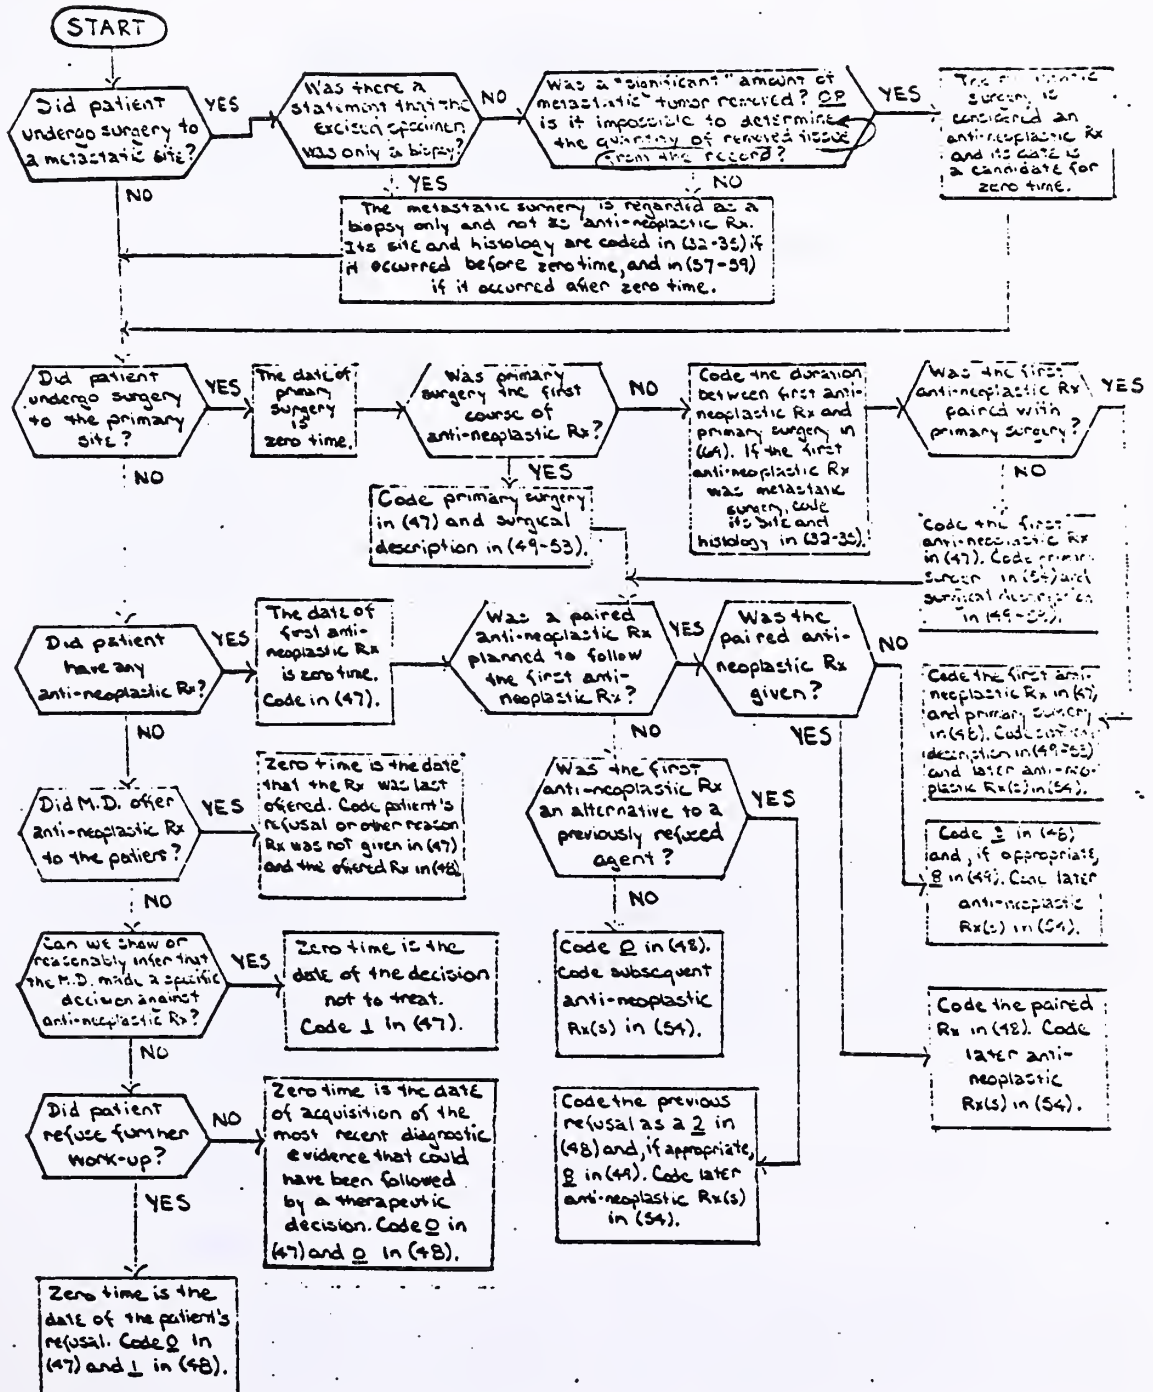 START
Did patient
undergo surgery to
a metastatic site?
YES
NO
Was there a
statement that the
excised specimen
was only a biopsy?
NO
YES
Was a "significant" amount of
metastatic tumor removed? OR
is it impossible to determine
the quantity of removed tissue
from the record?
YES
NO
surgery is
considered an
anti-neoplastic Rx
and its date is
a candidate for
zero time.
The metastatic surgery is regarded as a
biopsy only and not as anti-neoplastic Rx.
Its site and histology are coded in (32-35) if
it occurred before zero time, and in (57-59)
if it occurred after zero time.
Did patient
undergo surgery
to the primary
site?
YES
NO
The date of
primary
surgery
is
zero time.
Was primary
surgery the first
course of
anti-neoplastic Rx?
NO
YES
Code the duration
between first anti-
neoplastic Rx and
primary surgery in
(64). If the first
anti-neoplastic Rx
was metastatic
surgery, code
its site and
histology in (32-35).
Was the first
anti-neoplastic Rx
paired with
primary surgery?
YES
NO
Code primary surgery
in (47) and surgical
description in (49-53).
Code the first
anti-neoplastic Rx
in (47). Code primary
in (54) and
surgical description
in (49-53).
Did patient
have any
anti-neoplastic Rx?
YES
NO
The date of
first anti-
neoplastic Rx
is zero time.
Code in (47).
Was a paired
anti-neoplastic Rx
planned to follow
the first anti-
neoplastic Rx?
YES
NO
Was the
paired anti-
neoplastic Rx
given?
NO
YES
Code the first anti-
neoplastic Rx in (47),
and primary surgery
in (48). Code
description in (49-53)
and later anti-neo-
plastic Rx(s) in (54).
Did M.D. offer
anti-neoplastic Rx
to the patient?
YES
NO
Zero time is the date
that the Rx was last
offered. Code patient's
refusal or other reason
Rx was not given in (47)
and the offered Rx in (48)
Was the first
anti-neoplastic Rx
an alternative to a
previously refused
agent?
YES
NO
Code in (48)
and, if appropriate,
8 in (49). Code later
anti-neoplastic
Rx(s) in (54).
Can we show or
reasonably infer that
the M.D. made a specific
decision against
anti-neoplastic Rx?
YES
NO
Zero time is the
date of the decision
not to treat.
Code 1 in (47).
Code 0 in (48).
Code subsequent
anti-neoplastic
Rx(s) in (54).
Code the paired
Rx in (48). Code
later anti-
neoplastic
Rx(s) in (54).
Did patient
refuse further
work-up?
NO
YES
Zero time is the date
of acquisition of the
most recent diagnostic
evidence that could
have been followed
by a therapeutic
decision. Code 0 in
(47) and 0 in (48).
Code the previous
refusal as a 2 in
(48) and, if appropriate,
8 in (49). Code later
anti-neoplastic Rx(s)
in (54).
Zero time is the
date of the patient's
refusal. Code 0 in
(47) and 1 in (48).